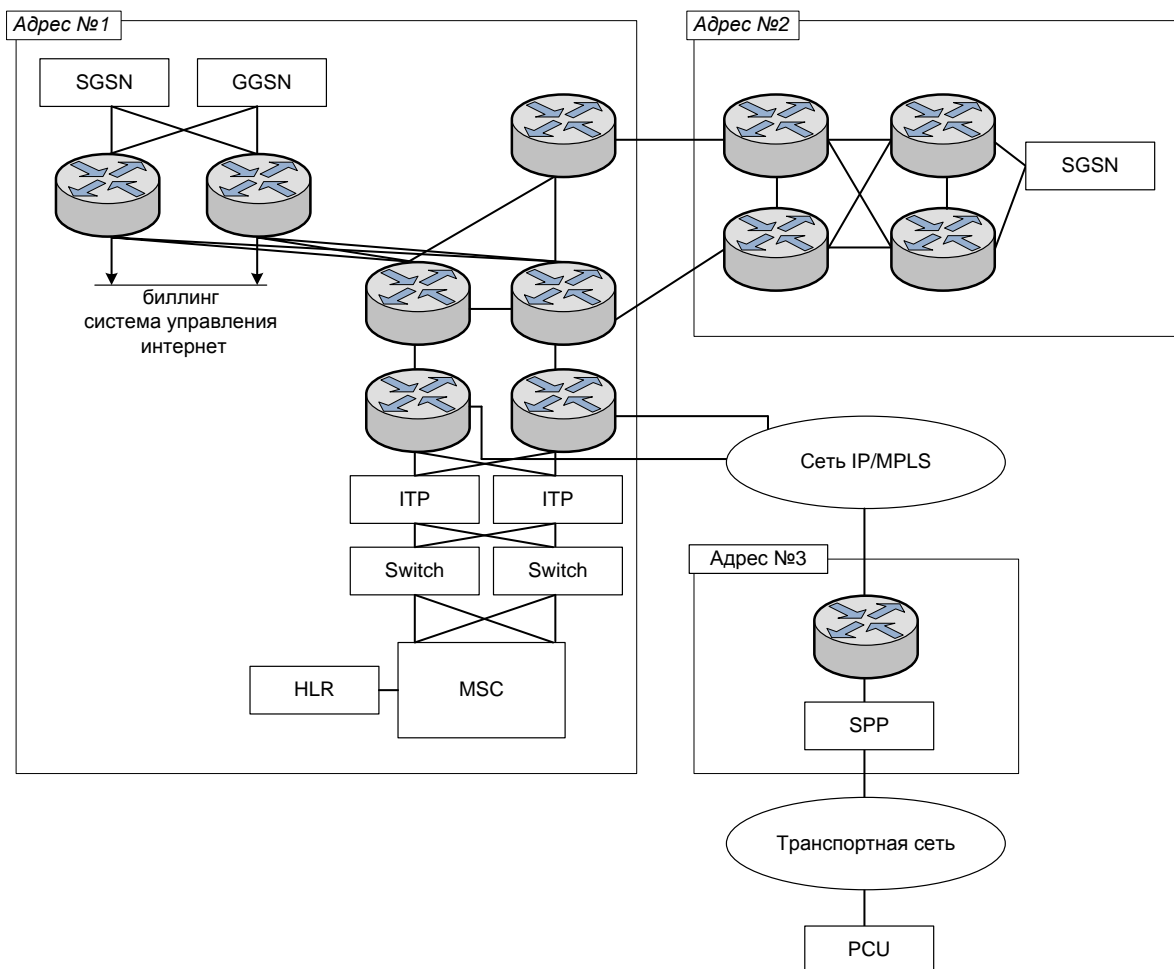 Адрес №1
Адрес №2
SGSN
GGSN
SGSN
биллинг
система управления
интернет
Сеть IP/MPLS
ITP
ITP
Адрес №3
Switch
Switch
HLR
MSC
SPP
Транспортная сеть
PCU